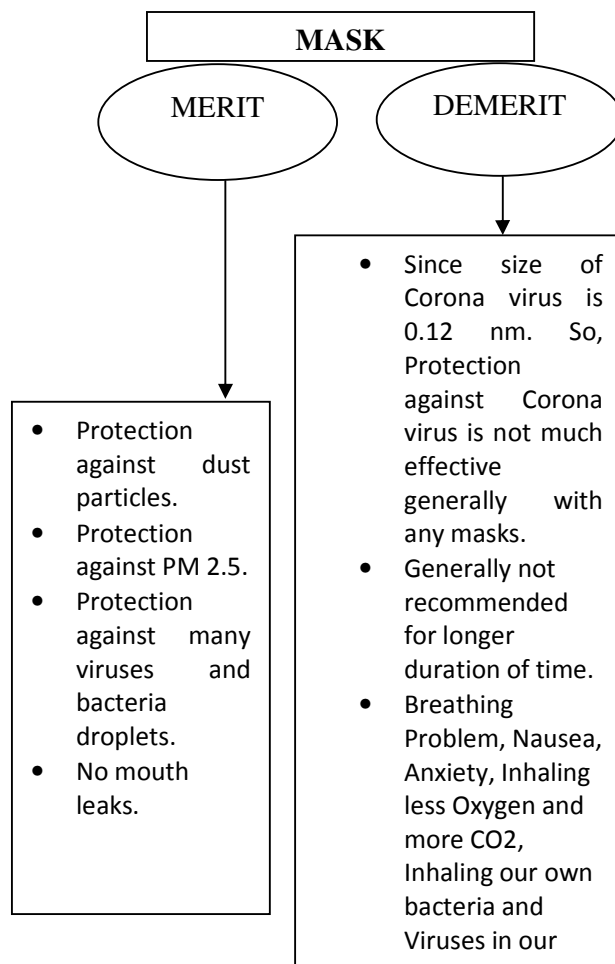 MASK
MERIT
DEMERIT
• Protection
against dust
particles.
• Protection
against PM 2.5.
• Protection
against many
viruses and
bacteria
droplets.
• No mouth
leaks.
• Since size of
Corona virus is
0.12 nm. So,
Protection
against Corona
virus is not much
effective
generally with
any masks.
• Generally not
recommended
for longer
duration of time.
• Breathing
Problem, Nausea,
Anxiety, Inhaling
less Oxygen and
more CO2,
Inhaling our own
bacteria and
Viruses in our